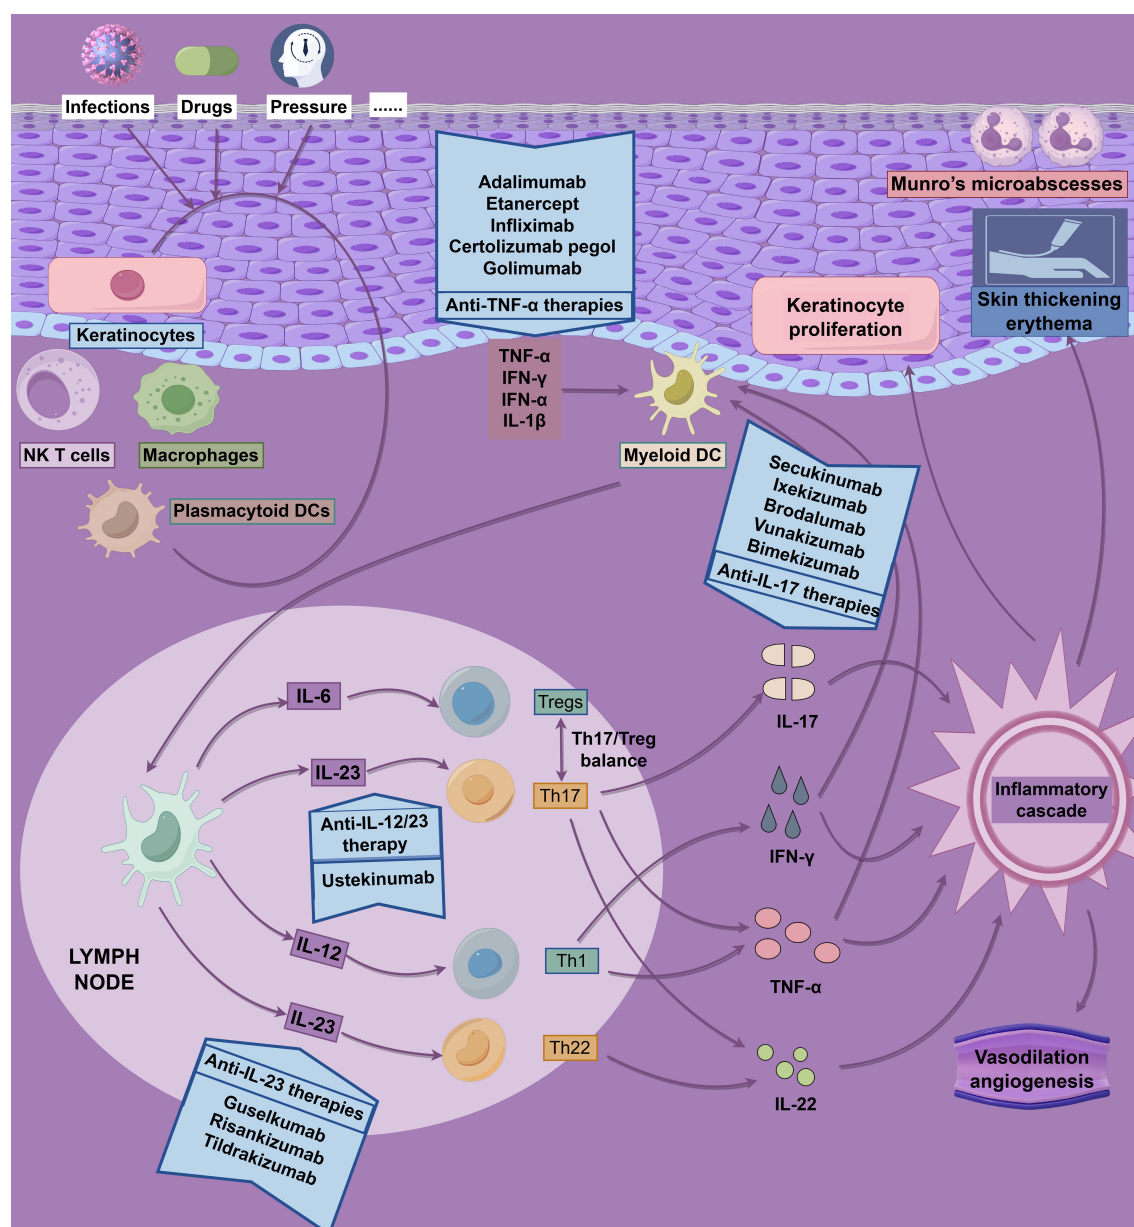 Infections
Drugs
Pressure
......
Munro's microabscesses
Adalimumab
Etanercept
Infliximab
Certolizumab pegol
Golimumab
Anti-TNF-α therapies
Keratinocyte
proliferation
Skin thickening
erythema
Keratinocytes
TNF-α
IFN-γ
IFN-α
IL-1β
NK T cells
Macrophages
Myeloid DC
Plasmacytoid DCs
Secukinumab
Ixekizumab
Brodalumab
Vunakizumab
Bimekizumab
Anti-IL-17 therapies
IL-6
Tregs
IL-17
IL-23
Th17/Treg
balance
Th17
Inflammatory
cascade
Anti-IL-12/23
therapy
Ustekinumab
IFN-γ
LYMPH
NODE
IL-12
Th1
TNF-α
IL-23
Th22
IL-22
Vasodilation
angiogenesis
Anti-IL-23 therapies
Guselkumab
Risankizumab
Tildrakizumab